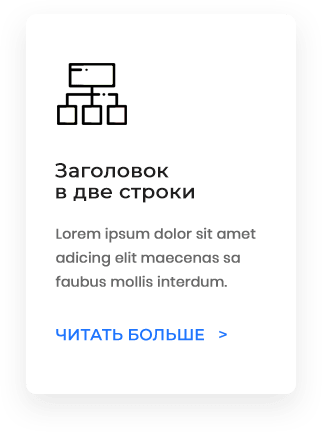 Заголовок
в две строки
Lorem ipsum dolor sit amet
adicing elit maecenas sa
faubus mollis interdum.
ЧИТАТЬ БОЛЬШЕ >